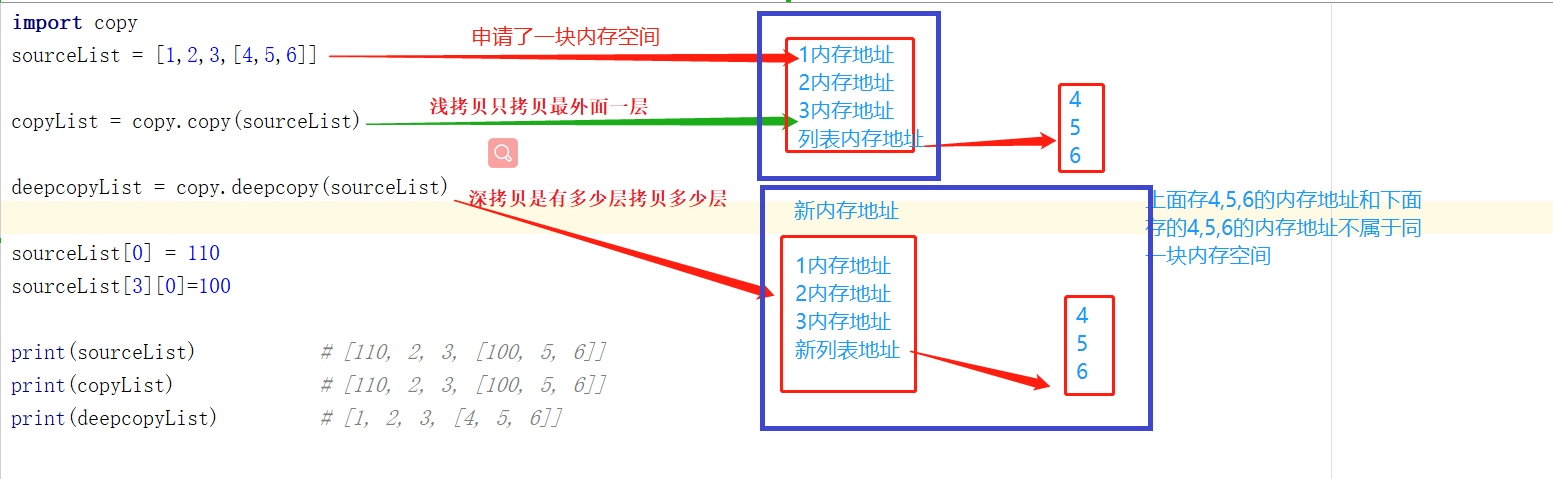 import copy
sourceList = [1,2,3,[4,5,6]]
申请了一块内存空间
1内存地址
2内存地址
3内存地址
列表内存地址
4
5
6
copyList = copy.copy(sourceList)
浅拷贝只拷贝最外面一层
deepcopyList = copy.deepcopy(sourceList)
深拷贝是有多少层拷贝多少层
新内存地址
1内存地址
2内存地址
3内存地址
新列表地址
4
5
6
上面存4,5,6的内存地址和下面
存的4,5,6的内存地址不属于同
一块内存空间
sourceList[0] = 110
sourceList[3][0]=100
print(sourceList) # [110, 2, 3, [100, 5, 6]]
print(copyList) # [110, 2, 3, [100, 5, 6]]
print(deepcopyList) # [1, 2, 3, [4, 5, 6]]